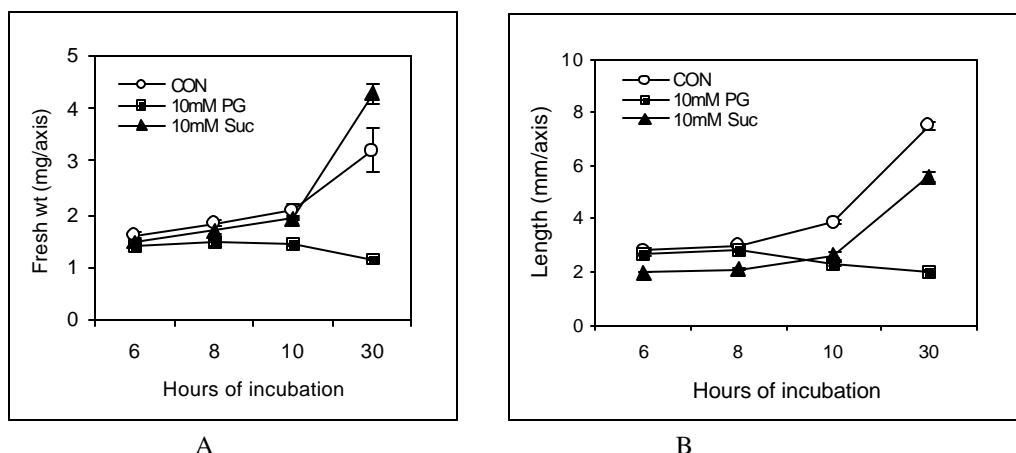 5
4
3
2
1
0
Fresh wt (mg/axis)
CON
10mM PG
10mM Suc
6 8 10 30
Hours of incubation
A
10
8
6
4
2
0
Length (mm/axis)
CON
10mM PG
10mM Suc
6 8 10 30
Hours of incubation
B